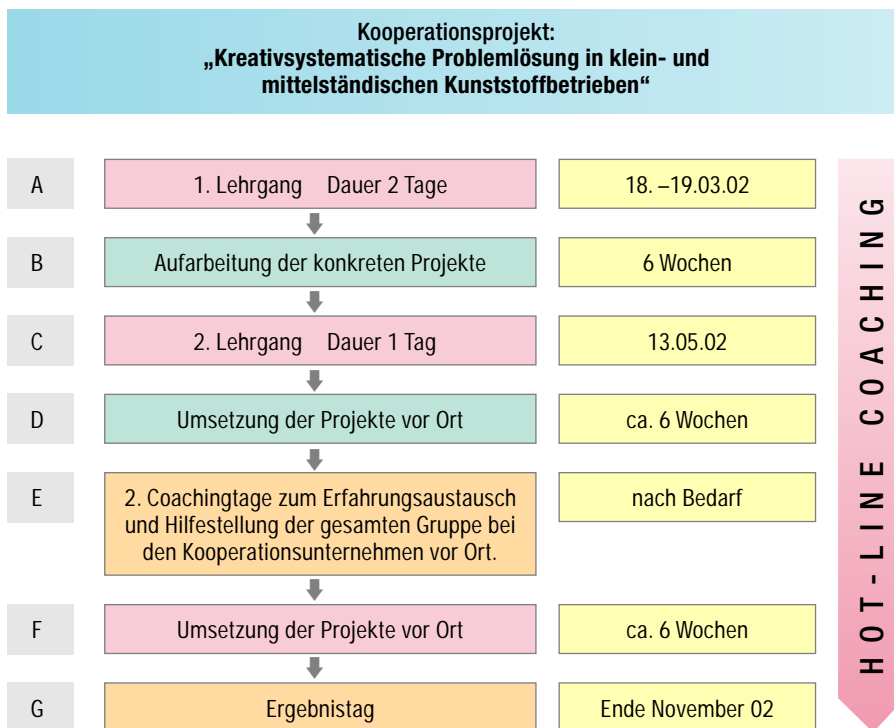 Kooperationsprojekt:
„Kreativsystematische Problemlösung in klein- und
mittelständischen Kunststoffbetrieben“
A
1. Lehrgang Dauer 2 Tage
18. –19.03.02
B
Aufarbeitung der konkreten Projekte
6 Wochen
C
2. Lehrgang Dauer 1 Tag
13.05.02
D
Umsetzung der Projekte vor Ort
ca. 6 Wochen
E
2. Coachingtage zum Erfahrungsaustausch
und Hilfestellung der gesamten Gruppe bei
den Kooperationsunternehmen vor Ort.
nach Bedarf
F
Umsetzung der Projekte vor Ort
ca. 6 Wochen
G
Ergebnistag
Ende November 02
HOT-LINE COACHING